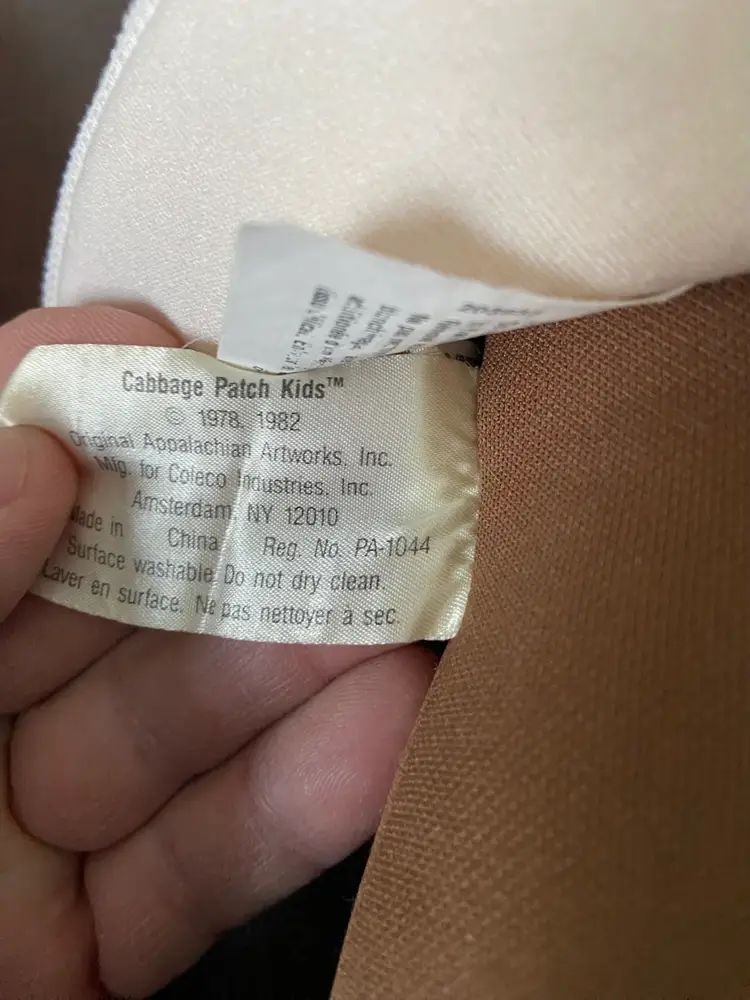 Cabbage Patch Kids™
© 1978, 1982
Original Appalachian Artworks, Inc.
Mfg. for Coleco Industries, Inc.
Amsterdam, NY 12010
Made in China Reg. No. PA-1044
Surface washable. Do not dry clean.
Laver en surface. Ne pas nettoyer à sec.